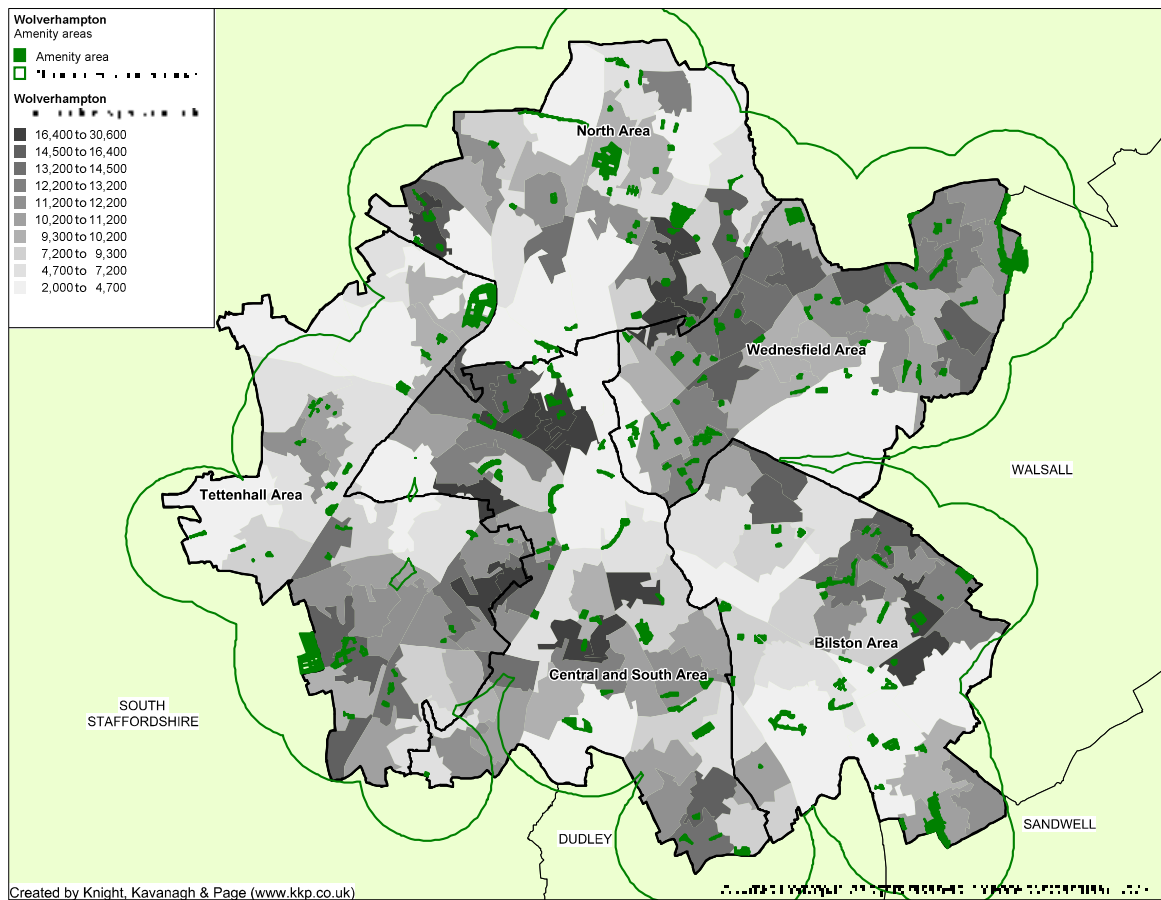 Wolverhampton
Amenity areas
Amenity area
Wolverhampton
16,400 to 30,600
14,500 to 16,400
13,200 to 14,500
12,200 to 13,200
11,200 to 12,200
10,200 to 11,200
9,300 to 10,200
7,200 to 9,300
4,700 to 7,200
2,000 to 4,700
North Area
Wednesfield Area
WALSALL
Tettenhall Area
Bilston Area
Central and South Area
SOUTH
STAFFORDSHIRE
SANDWELL
DUDLEY
Created by Knight, Kavanagh & Page (www.kkp.co.uk)